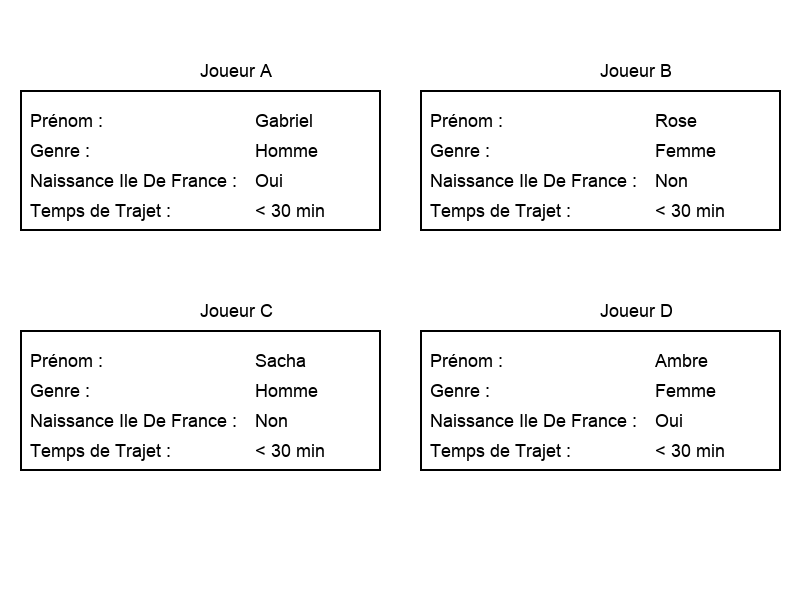 Joueur A
Prénom : Gabriel
Genre : Homme
Naissance Ile De France : Oui
Temps de Trajet : < 30 min
Joueur B
Prénom : Rose
Genre : Femme
Naissance Ile De France : Non
Temps de Trajet : < 30 min
Joueur C
Prénom : Sacha
Genre : Homme
Naissance Ile De France : Non
Temps de Trajet : < 30 min
Joueur D
Prénom : Ambre
Genre : Femme
Naissance Ile De France : Oui
Temps de Trajet : < 30 min